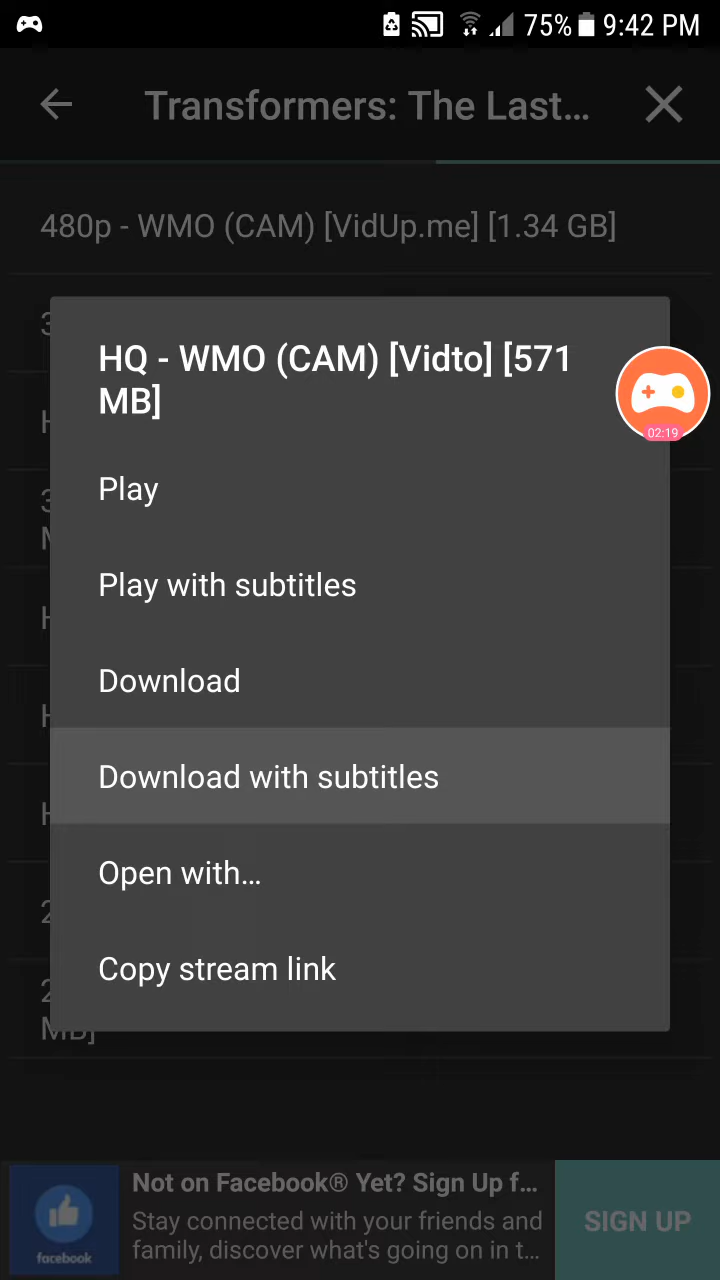 75% 9:42 PM
Transformers: The Last...
480p - WMO (CAM) [VidUp.me] [1.34 GB]
HQ - WMO (CAM) [Vidto] [571
MB]
02:19
Play
Play with subtitles
Download
Download with subtitles
Open with...
Copy stream link
MB]
Not on Facebook® Yet? Sign Up f...
Stay connected with your friends and
family, discover what's going on in t...
facebook
SIGN UP